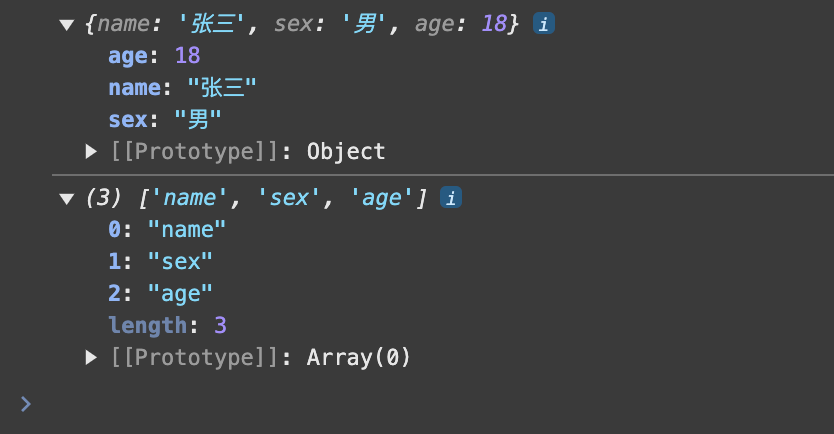 {name: '张三', sex: '男', age: 18} i
age: 18
name: "张三"
sex: "男"
[[Prototype]]: Object
(3) ['name', 'sex', 'age'] i
0: "name"
1: "sex"
2: "age"
length: 3
[[Prototype]]: Array(0)